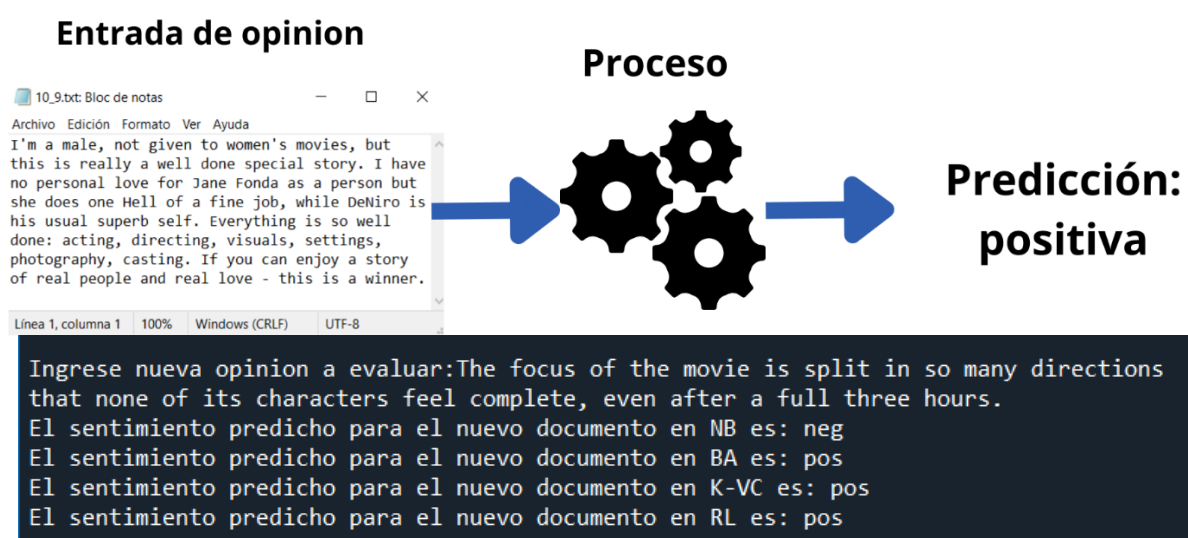 Entrada de opinion
Proceso
10_9.txt: Bloc de notas
Archivo Edición Formato Ver Ayuda
I'm a male, not given to women's movies, but
this is really a well done special story. I have
no personal love for Jane Fonda as a person but
she does one Hell of a fine job, while DeNiro is
his usual superb self. Everything is so well
done: acting, directing, visuals, settings,
photography, casting. If you can enjoy a story
of real people and real love - this is a winner.
Línea 1, columna 1 100% Windows (CRLF) UTF-8
Predicción:
positiva
Ingrese nueva opinion a evaluar:The focus of the movie is split in so many directions
that none of its characters feel complete, even after a full three hours.
El sentimiento predicho para el nuevo documento en NB es: neg
El sentimiento predicho para el nuevo documento en BA es: pos
El sentimiento predicho para el nuevo documento en K-VC es: pos
El sentimiento predicho para el nuevo documento en RL es: pos